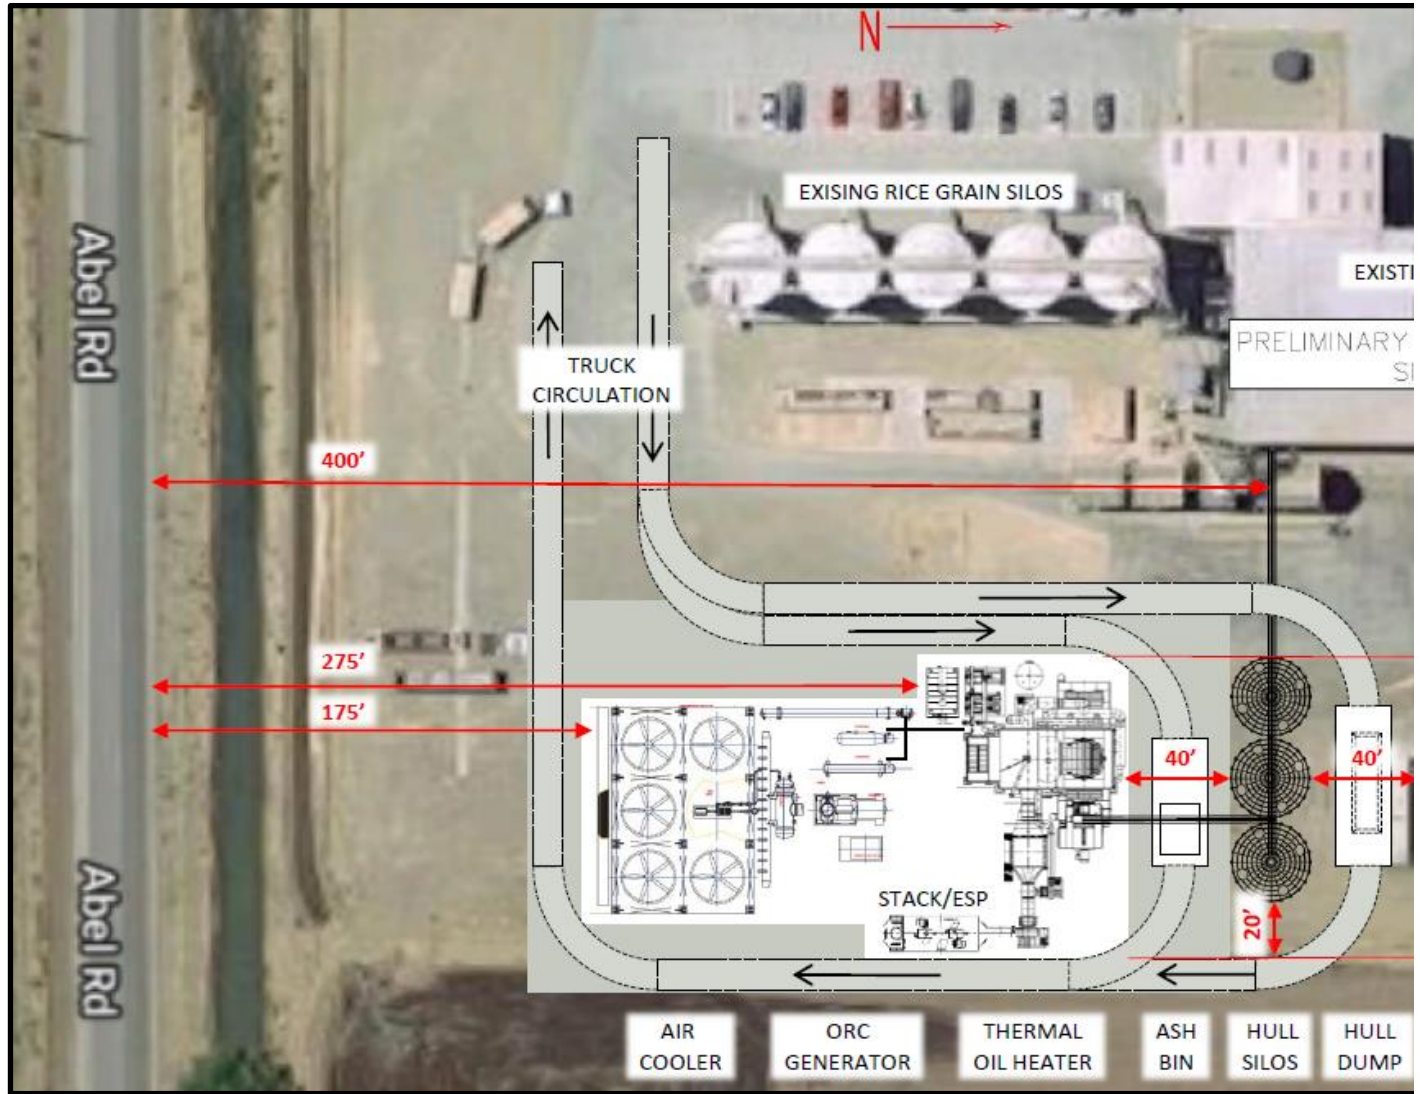 N
EXISING RICE GRAIN SILOS
EXISTI
PRELIMINARY
SI
Abel Rd
TRUCK
CIRCULATION
400’
275’
175’
40’
40’
STACK/ESP
20’
Abel Rd
AIR
COOLER
ORC
GENERATOR
THERMAL
OIL HEATER
ASH
BIN
HULL
SILOS
HULL
DUMP